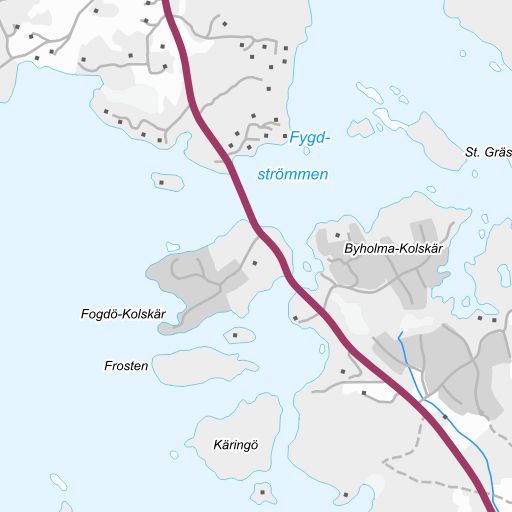 Fygd-
strömmen
St. Gräs
Byholma-Kolskär
Fogdö-Kolskär
Frosten
Käringö